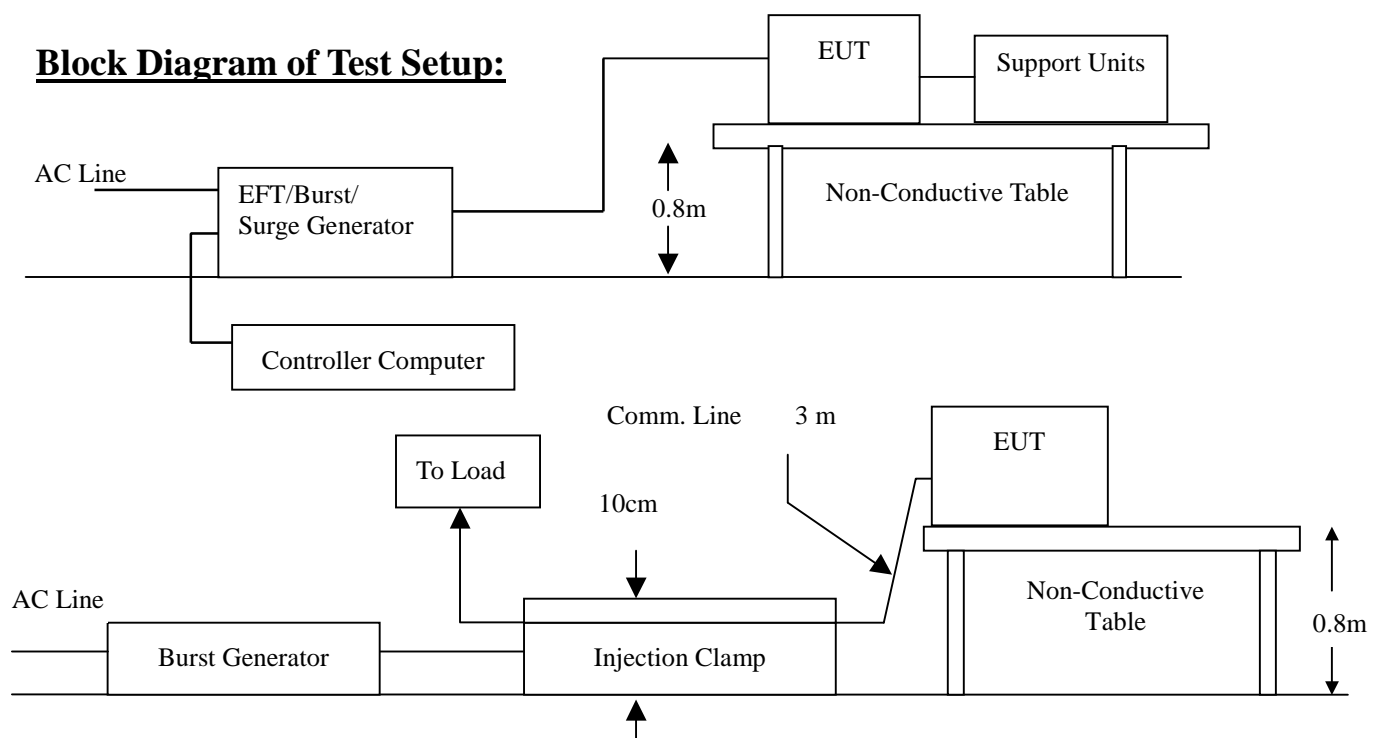 Block Diagram of Test Setup:
EUT
Support Units
AC Line
EFT/Burst/
Surge Generator
0.8m
Non-Conductive Table
Controller Computer
Comm. Line 3 m
EUT
To Load
10cm
AC Line
Burst Generator
Injection Clamp
Non-Conductive
Table
0.8m